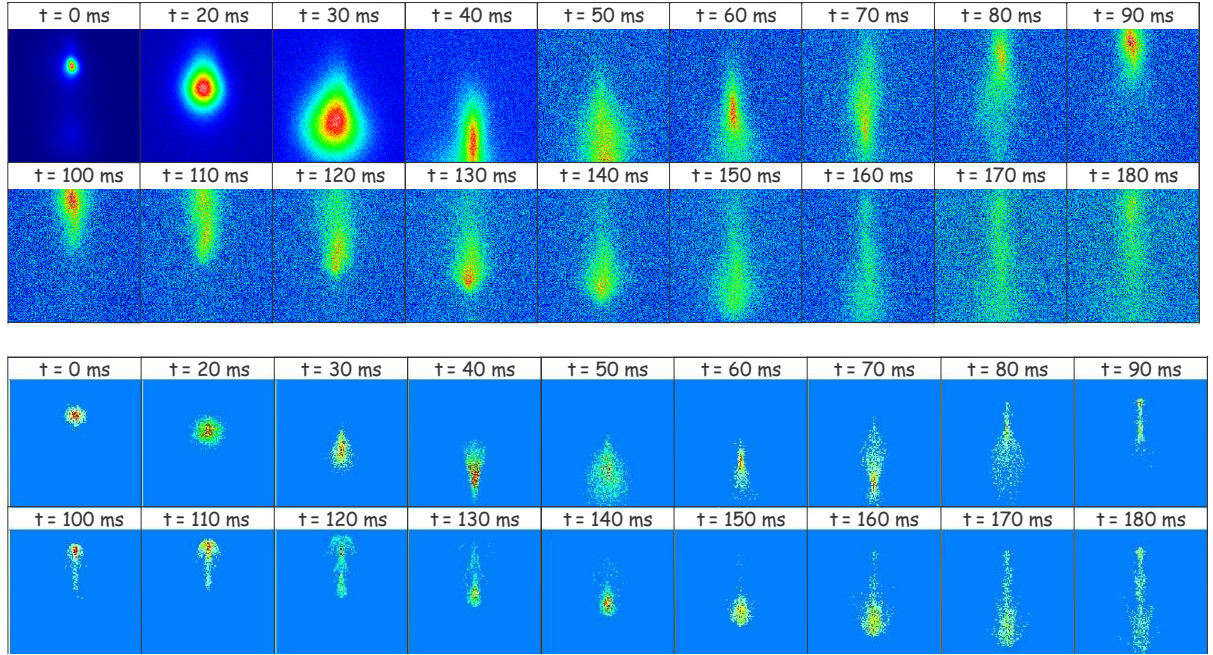 t = 0 ms t = 20 ms t = 30 ms t = 40 ms t = 50 ms t = 60 ms t = 70 ms t = 80 ms t = 90 ms
t = 100 ms t = 110 ms t = 120 ms t = 130 ms t = 140 ms t = 150 ms t = 160 ms t = 170 ms t = 180 ms
t = 0 ms t = 20 ms t = 30 ms t = 40 ms t = 50 ms t = 60 ms t = 70 ms t = 80 ms t = 90 ms
t = 100 ms t = 110 ms t = 120 ms t = 130 ms t = 140 ms t = 150 ms t = 160 ms t = 170 ms t = 180 ms